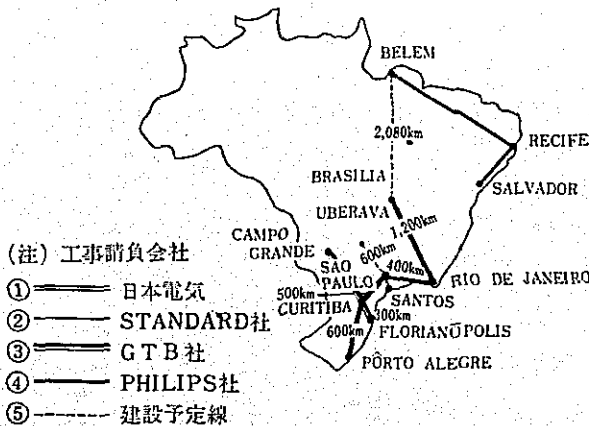 BELEM
2,080km
RECIFE
BRASILIA
SALVADOR
UBERAVA
1,200km
CAMPO
GRANDE
600km
SÃO
PAULO
400km
RIO DE JANEIRO
500km
SANTOS
CURITIBA
300km
FLORIANŌPOLIS
600km
PÔRTO ALEGRE
(注) 工事請負会社
① 日本電気
② STANDARD社
③ GTB社
④ PHILIPS社
⑤ 建設予定線